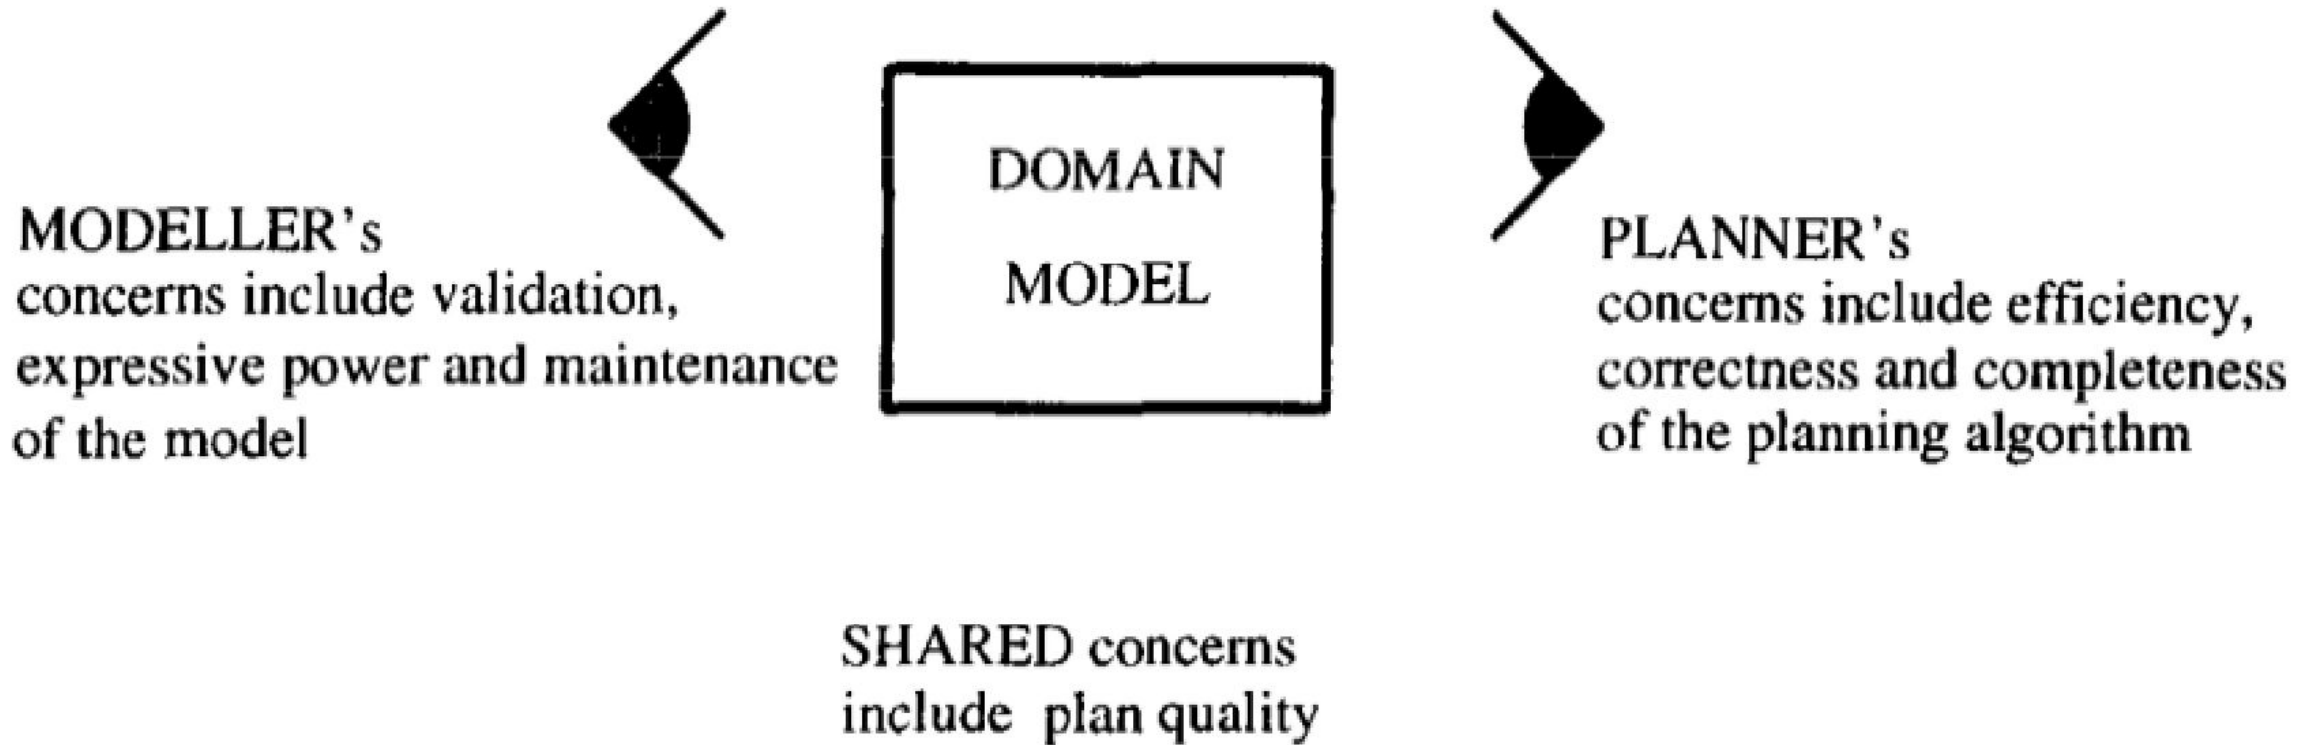 DOMAIN
MODEL
MODELLER's
concerns include validation,
expressive power and maintenance
of the model
PLANNER's
concerns include efficiency,
correctness and completeness
of the planning algorithm
SHARED concerns
include plan quality